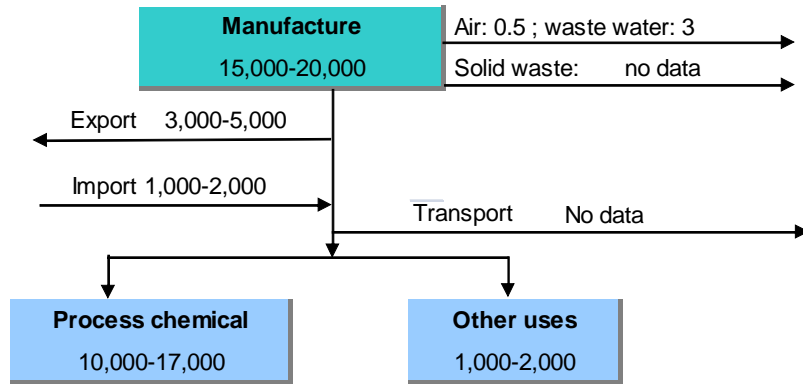 Manufacture
15,000-20,000
Air: 0.5 ; waste water: 3
Solid waste: no data
Export 3,000-5,000
Import 1,000-2,000
Transport No data
Process chemical
10,000-17,000
Other uses
1,000-2,000